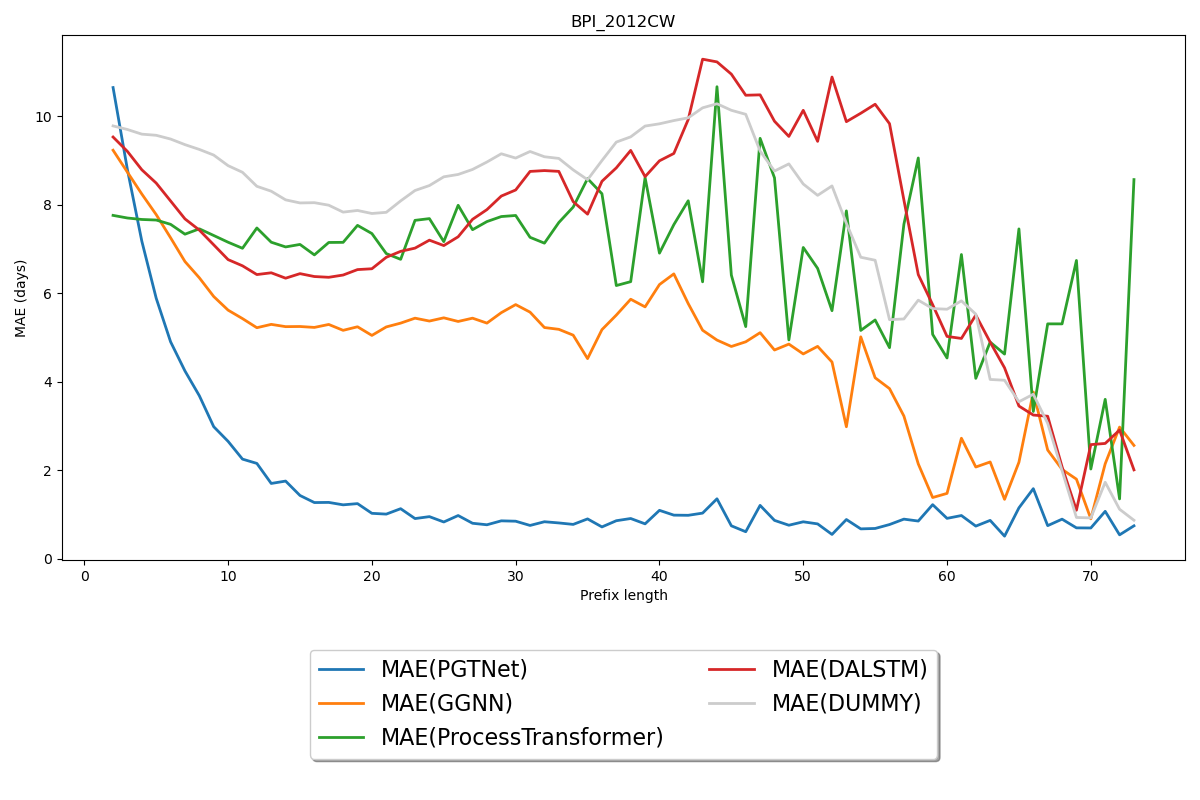 BPI_2012CW
MAE (days)
10
8
6
4
2
0
0 10 20 30 40 50 60 70
Prefix length
MAE(PGTNet)
MAE(GGNN)
MAE(ProcessTransformer)
MAE(DALSTM)
MAE(DUMMY)